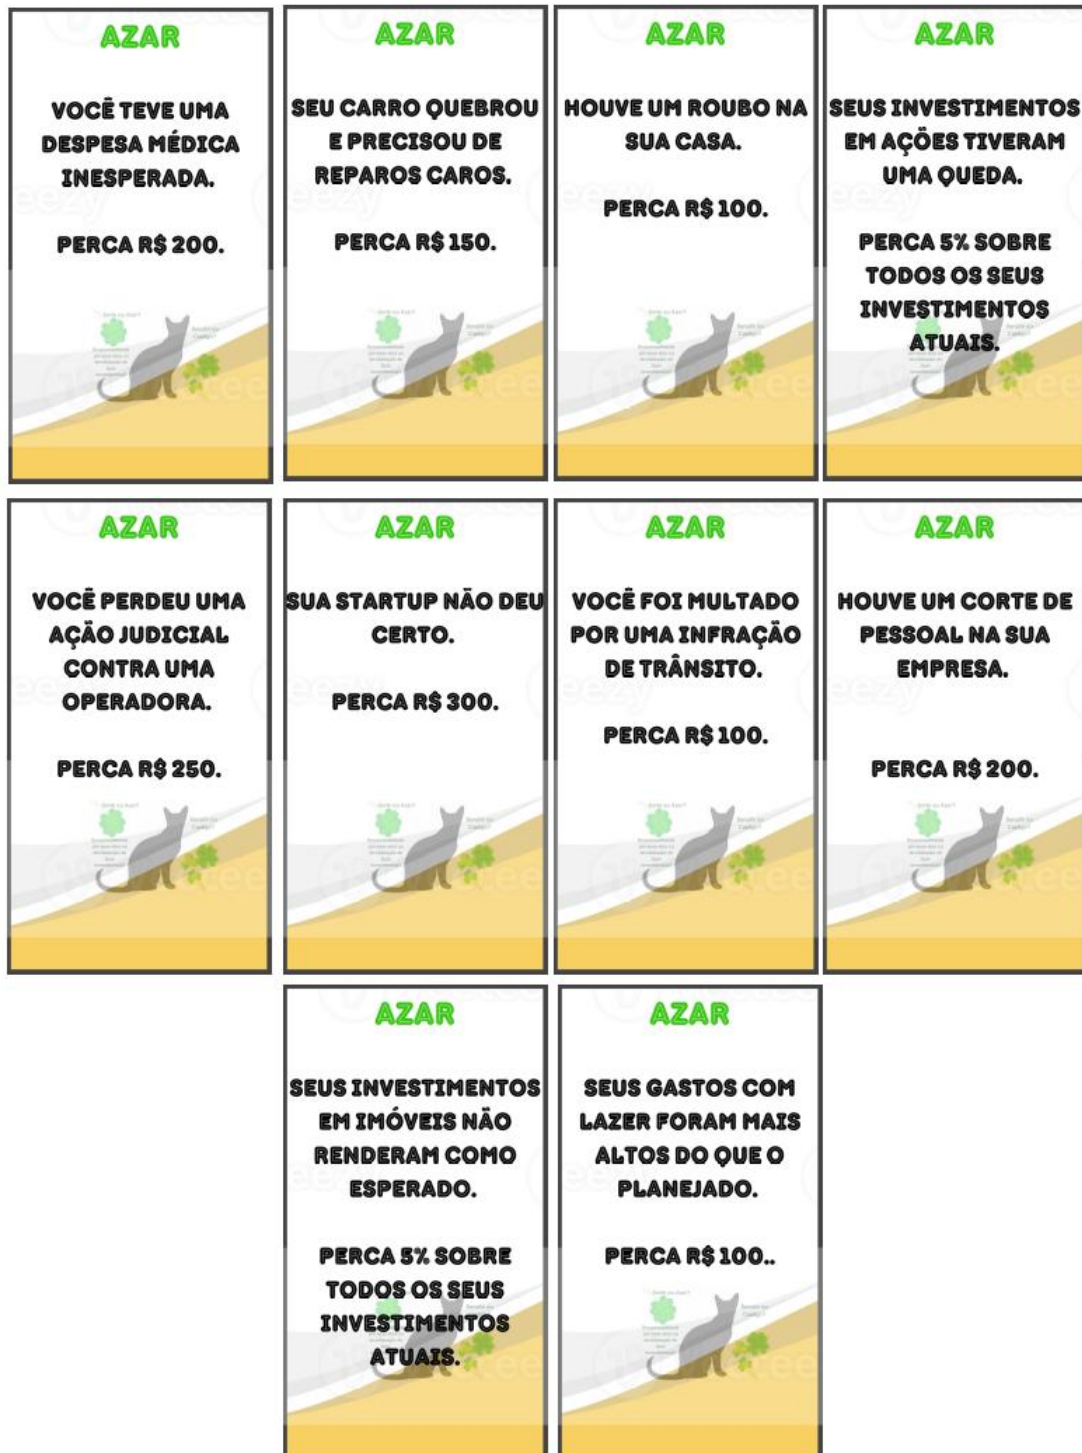 AZAR
VOCÊ TEVE UMA
DESPESA MÉDICA
INESPERADA.
PERCA R$ 200.
AZAR
SEU CARRO QUEBROU
E PRECISOU DE
REPAROS CAROS.
PERCA R$ 150.
AZAR
HOUVE UM ROUBO NA
SUA CASA.
PERCA R$ 100.
AZAR
SEUS INVESTIMENTOS
EM AÇÕES TIVERAM
UMA QUEDA.
PERCA 5% SOBRE
TODOS OS SEUS
INVESTIMENTOS
ATUAIS.
AZAR
VOCÊ PERDEU UMA
AÇÃO JUDICIAL
CONTRA UMA
OPERADORA.
PERCA R$ 250.
AZAR
SUA STARTUP NÃO DEU
CERTO.
PERCA R$ 300.
AZAR
VOCÊ FOI MULTADO
POR UMA INFRAÇÃO
DE TRÂNSITO.
PERCA R$ 100.
AZAR
HOUVE UM CORTE DE
PESSOAL NA SUA
EMPRESA.
PERCA R$ 200.
AZAR
SEUS INVESTIMENTOS
EM IMÓVEIS NÃO
RENDERAM COMO
ESPERADO.
PERCA 5% SOBRE
TODOS OS SEUS
INVESTIMENTOS
ATUAIS.
AZAR
SEUS GASTOS COM
LAZER FORAM MAIS
ALTOS DO QUE O
PLANEJADO.
PERCA R$ 100..